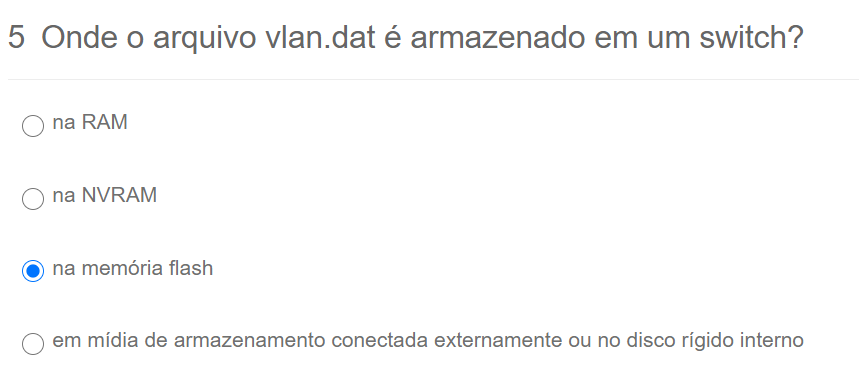 5 Onde o arquivo vlan.dat é armazenado em um switch?
na RAM
na NVRAM
na memória flash
em mídia de armazenamento conectada externamente ou no disco rígido interno